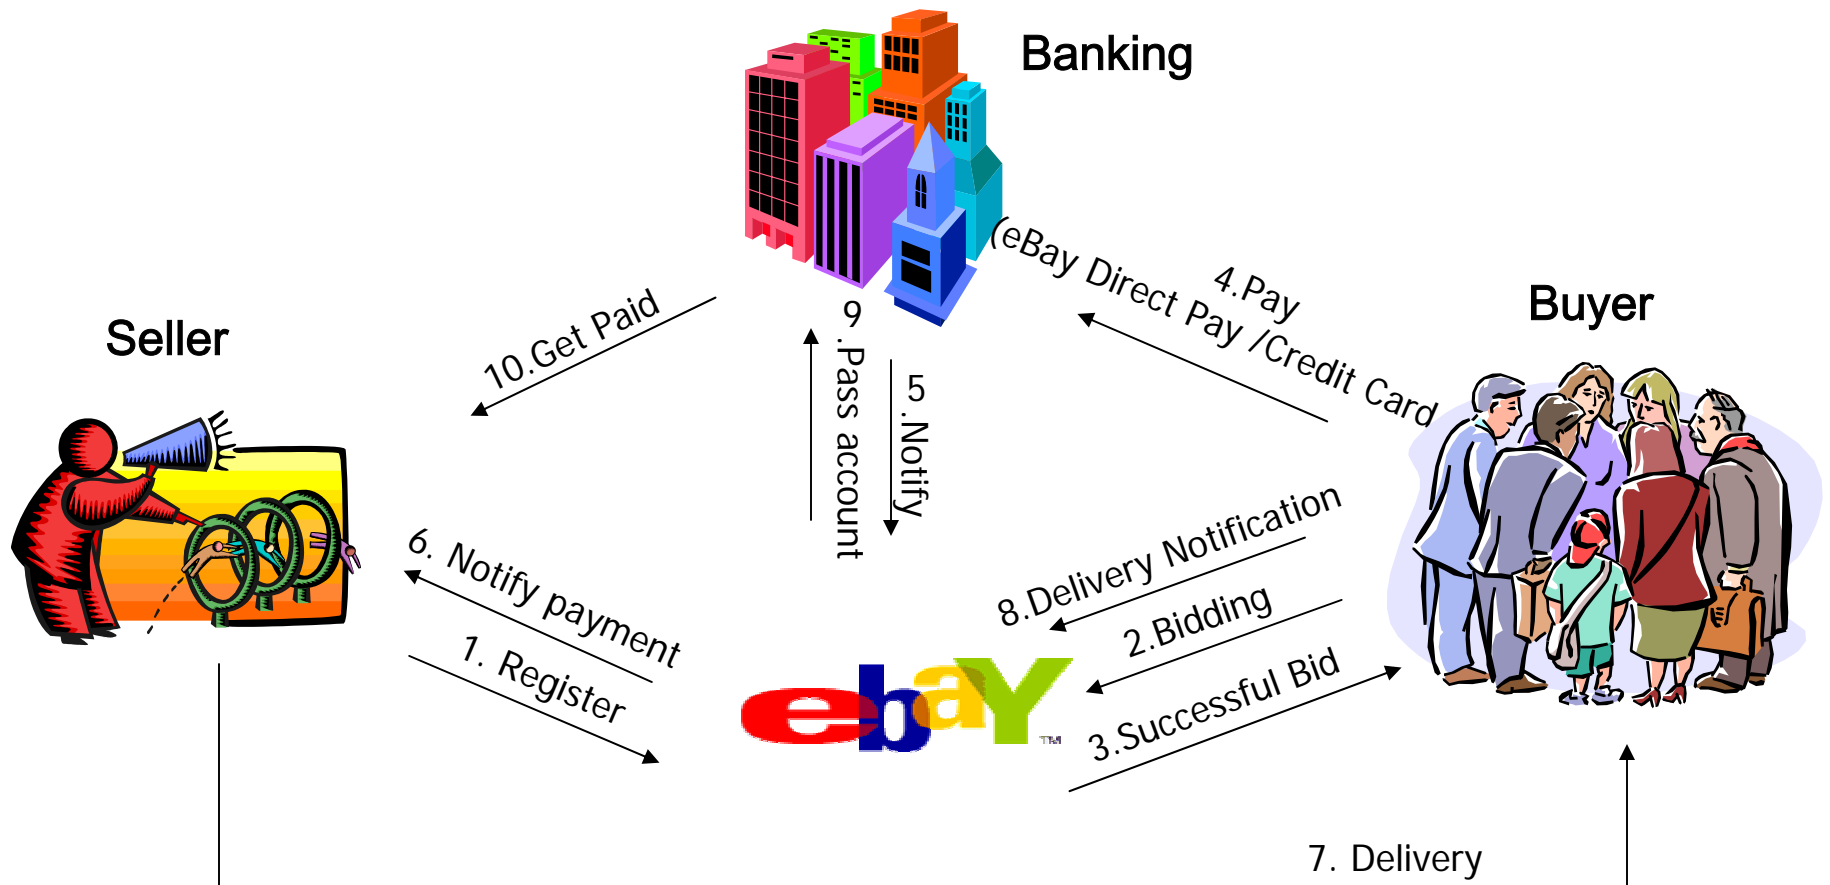 Banking
(eBay Direct Pay /Credit Card
4.Pay
Buyer
Seller
10.Get Paid
9
.Pass account
5
.Notify
6. Notify payment
1. Register
8.Delivery Notification
2.Bidding
3.Successful Bid
ebaY
TM
7. Delivery